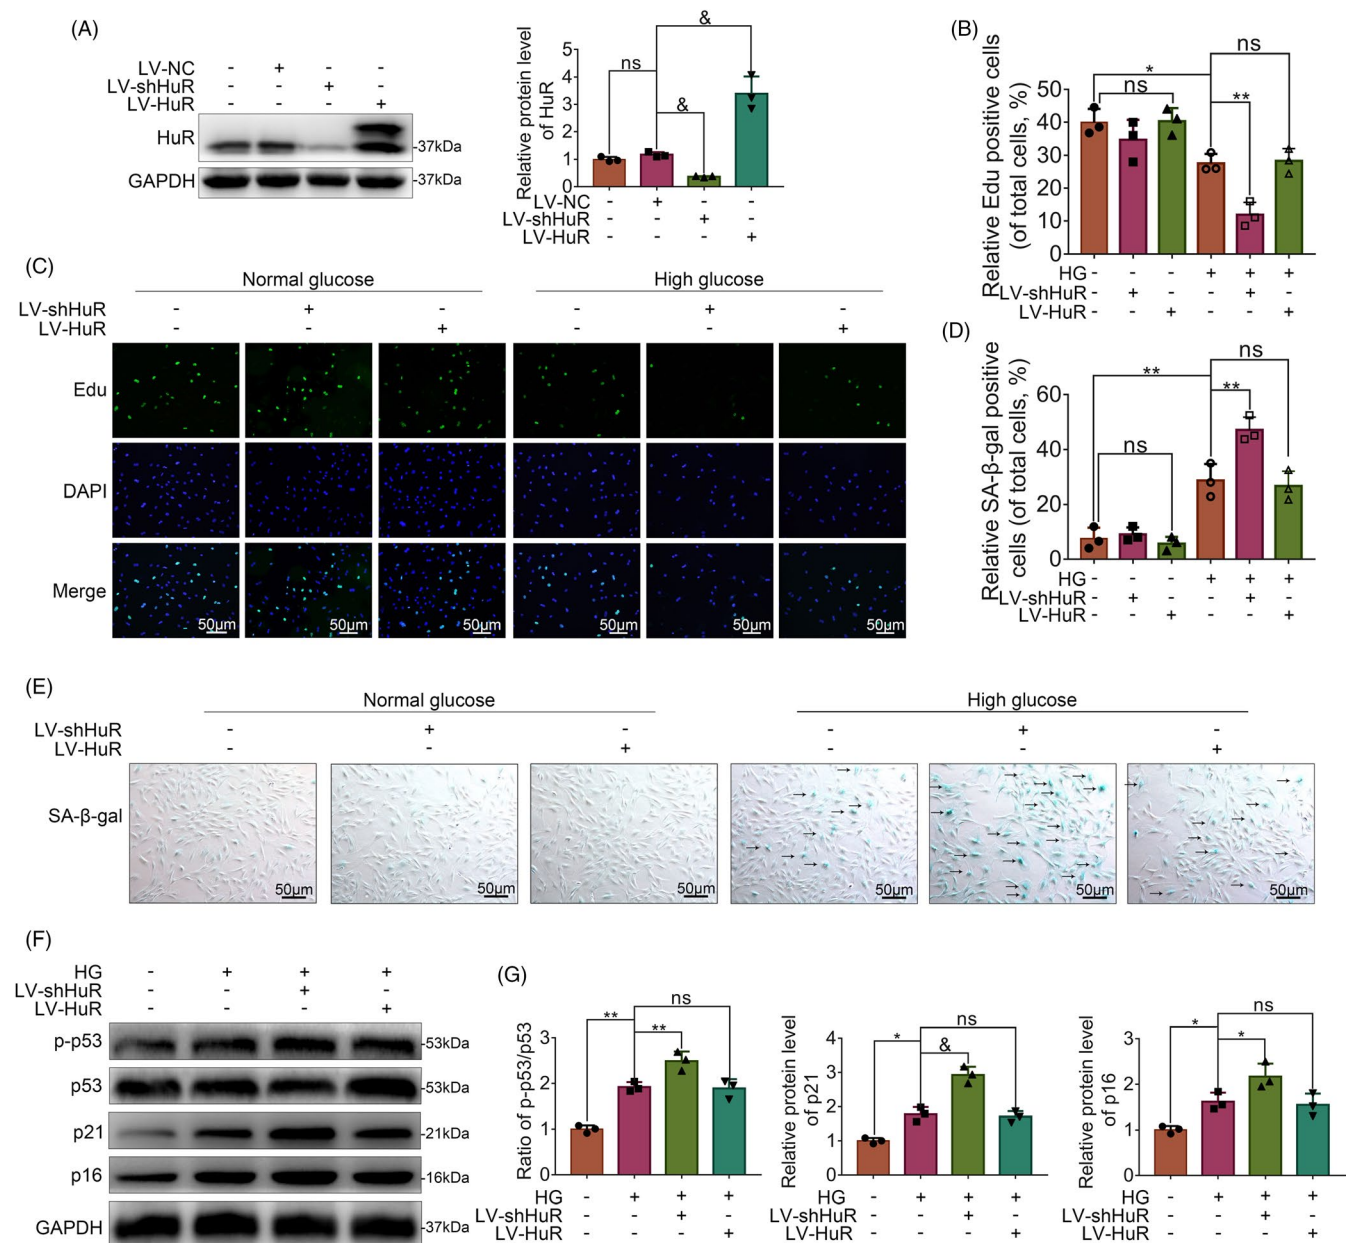 (A)
LV-NC - + - -
LV-shHuR - - + -
LV-HuR - - - +
HuR
-37kDa
GAPDH
-37kDa
Relative protein level
of HuR
5
4
3
2
1
0
ns
&
&
LV-NC - + - -
LV-shHuR - - + -
LV-HuR - - - +
(B)
Relative Edu positive cells
(of total cells, %)
50
40
30
20
10
0
*
ns
ns
**
HG - - - + + +
LV-shHuR - + - - + -
LV-HuR - - + - - +
(C)
Normal glucose
High glucose
LV-shHuR - + - - + -
LV-HuR - - + - - +
Edu
DAPI
Merge
50μm 50μm 50μm 50μm 50μm 50μm
(D)
Relative SA-β-gal positive
cells (of total cells, %)
60
40
20
0
**
ns
ns
**
HG - - - + + +
LV-shHuR - + - - + -
LV-HuR - - + - - +
(E)
Normal glucose
High glucose
LV-shHuR - + - - + -
LV-HuR - - + - - +
SA-β-gal
50μm 50μm 50μm 50μm 50μm 50μm
(F)
HG - + + +
LV-shHuR - - + -
LV-HuR - - - +
p-p53 -53kDa
p53 -53kDa
p21 -21kDa
p16 -16kDa
GAPDH -37kDa
(G)
Ratio of p-p53/p53
3
2
1
0
**
**
ns
HG - + + +
LV-shHuR - - + -
LV-HuR - - - +
Relative protein level
of p21
4
3
2
1
0
*
&
ns
HG - + + +
LV-shHuR - - + -
LV-HuR - - - +
Relative protein level
of p16
3
2
1
0
*
*
ns
HG - + + +
LV-shHuR - - + -
LV-HuR - - - +